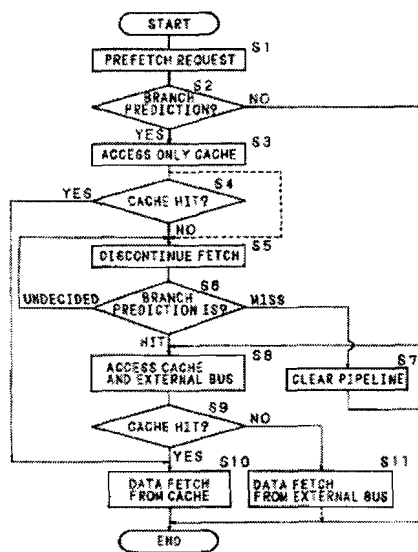 START
S1
PREFETCH REQUEST
S2
BRANCH
PREDICTION?
NO
YES
S3
ACCESS ONLY CACHE
S4
YES
CACHE HIT?
NO
S5
DISCONTINUE FETCH
S6
UNDECIDED
BRANCH
PREDICTION IS?
MISS
HIT
S8
ACCESS CACHE
AND EXTERNAL BUS
S7
CLEAR PIPELINE
S9
CACHE HIT?
NO
YES
S10
DATA FETCH
FROM CACHE
S11
DATA FETCH
FROM EXTERNAL BUS
END